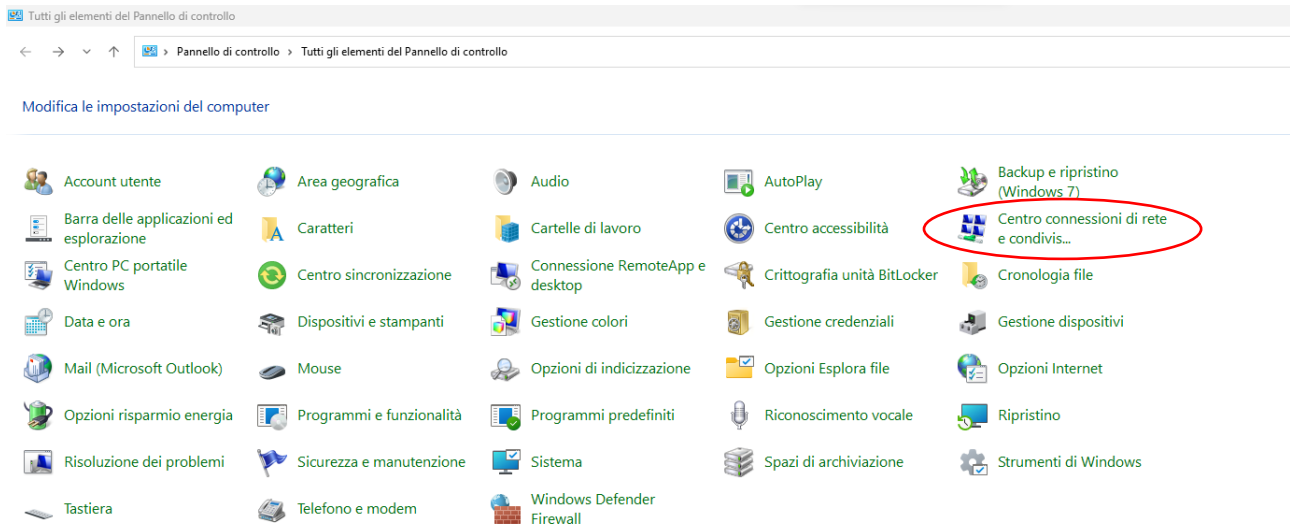 Tutti gli elementi del Pannello di controllo
Pannello di controllo > Tutti gli elementi del Pannello di controllo
Modifica le impostazioni del computer
Account utente
Area geografica
Audio
AutoPlay
Backup e ripristino
(Windows 7)
Barra delle applicazioni ed
esplorazione
Caratteri
Cartelle di lavoro
Centro accessibilità
Centro connessioni di rete
e condivis...
Centro PC portatile
Windows
Centro sincronizzazione
Connessione RemoteApp e
desktop
Crittografia unità BitLocker
Cronologia file
Data e ora
Dispositivi e stampanti
Gestione colori
Gestione credenziali
Gestione dispositivi
Mail (Microsoft Outlook)
Mouse
Opzioni di indicizzazione
Opzioni Esplora file
Opzioni Internet
Opzioni risparmio energia
Programmi e funzionalità
Programmi predefiniti
Riconoscimento vocale
Ripristino
Risoluzione dei problemi
Sicurezza e manutenzione
Sistema
Spazi di archiviazione
Strumenti di Windows
Tastiera
Telefono e modem
Windows Defender
Firewall